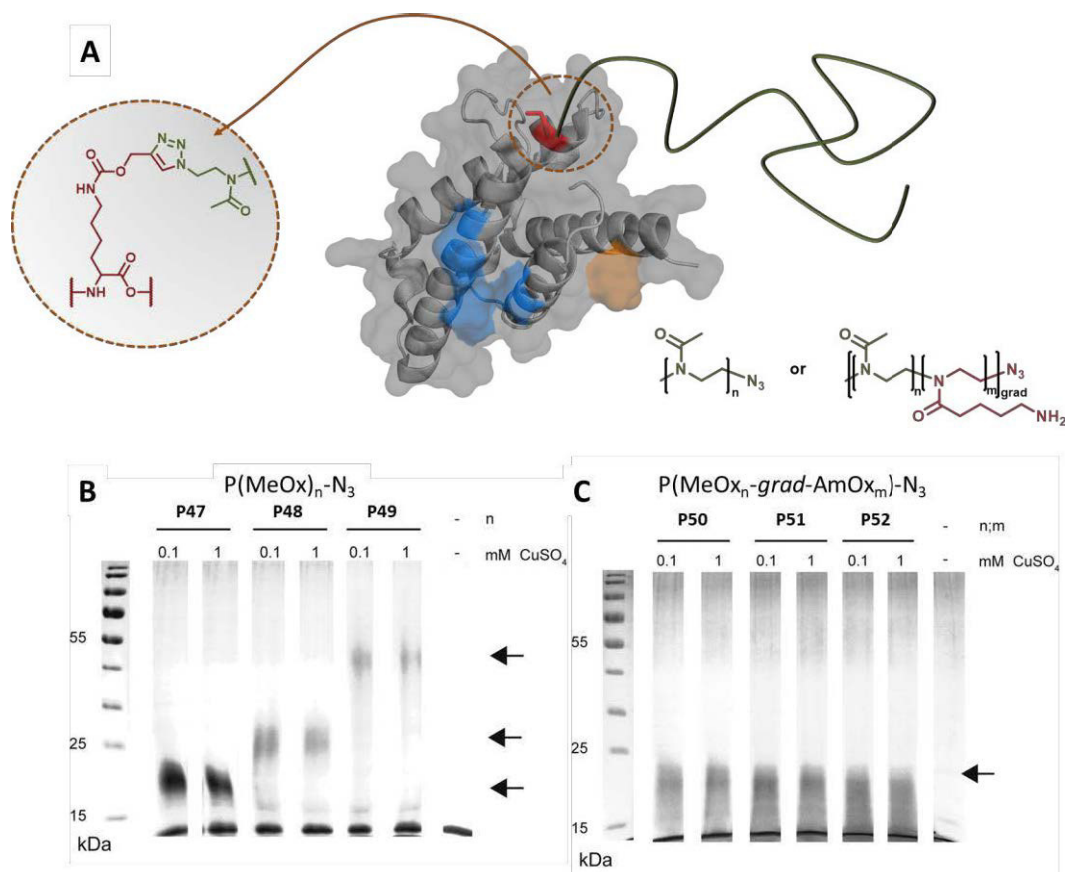 A
N=N
N
O
N
HN
O
O
O
NH
O
O
O
N
n
N3
or
N
n
N
m
grad
N3
O
NH2
B
P(MeOx)n-N3
P47 P48 P49 - n
0.1 1 0.1 1 0.1 1 - mM CuSO4
55
25
15
kDa
C
P(MeOxn-grad-AmOxm)-N3
P50 P51 P52 - n;m
0.1 1 0.1 1 0.1 1 - mM CuSO4
55
25
15
kDa